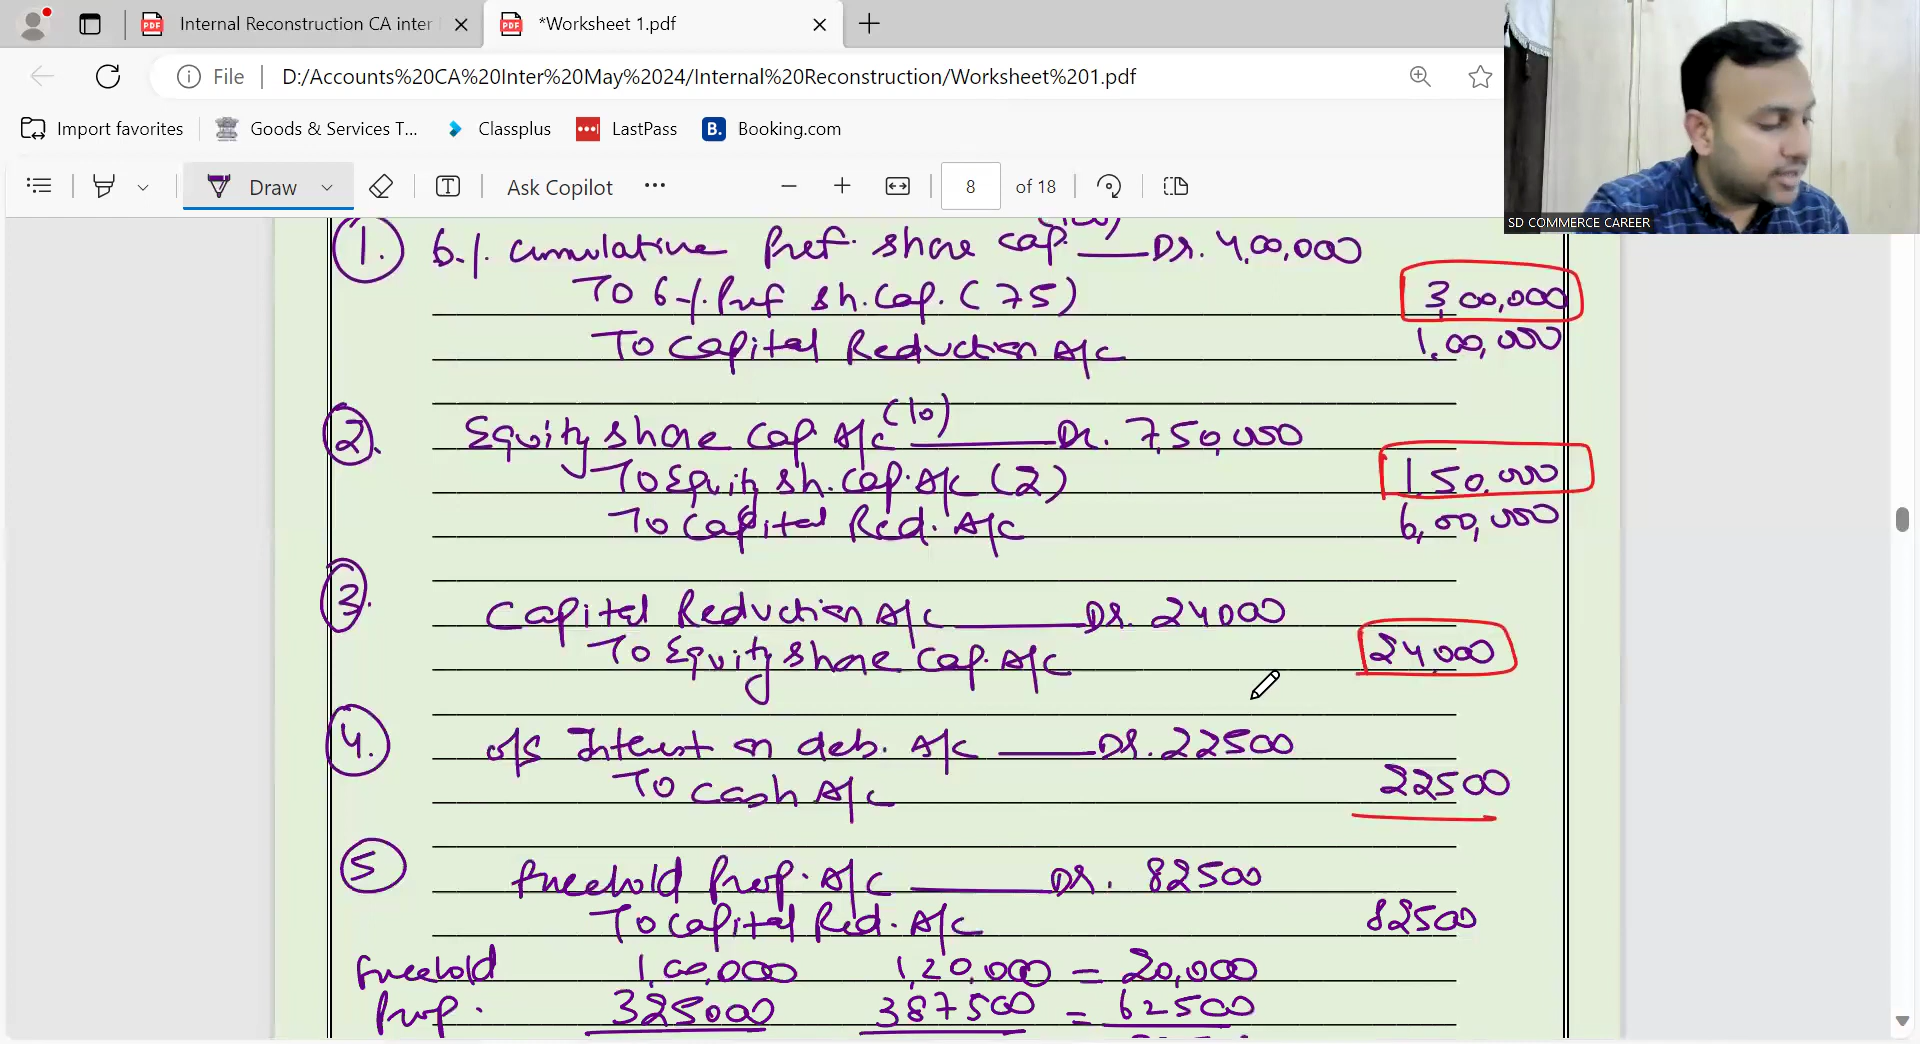 Internal Reconstruction CA inter
*Worksheet 1.pdf
File D:/Accounts%20CA%20Inter%20May%202024/Internal%20Reconstruction/Worksheet%201.pdf
Import favorites Goods & Services T... Classplus LastPass B. Booking.com
Draw Ask Copilot ... 8 of 18
SD COMMERCE CAREER
1. 6.%. Cumulative Pref. share cap. Dr. 4,00,000
To 6%. Pref sh. Cap. (75) 3,00,000
To Capital Reduction A/c 1,00,000
2. Equity share cap A/c (10) Dr. 7,50,000
To Equity sh. Cap. A/c (2) 1,50,000
To Capital Red. A/c 6,00,000
3. Capital Reduction A/c Dr. 24000
To Equity share Cap. A/c 24,000
4. o/s Interest on deb. A/c Dr. 22500
To cash A/c 22500
5 freehold Prop. A/c Dr. 82500
To Capital Red. A/c 82500
freehold 1,00,000 1,20,000 = 20,000
Prop. 325000 387500 = 62500